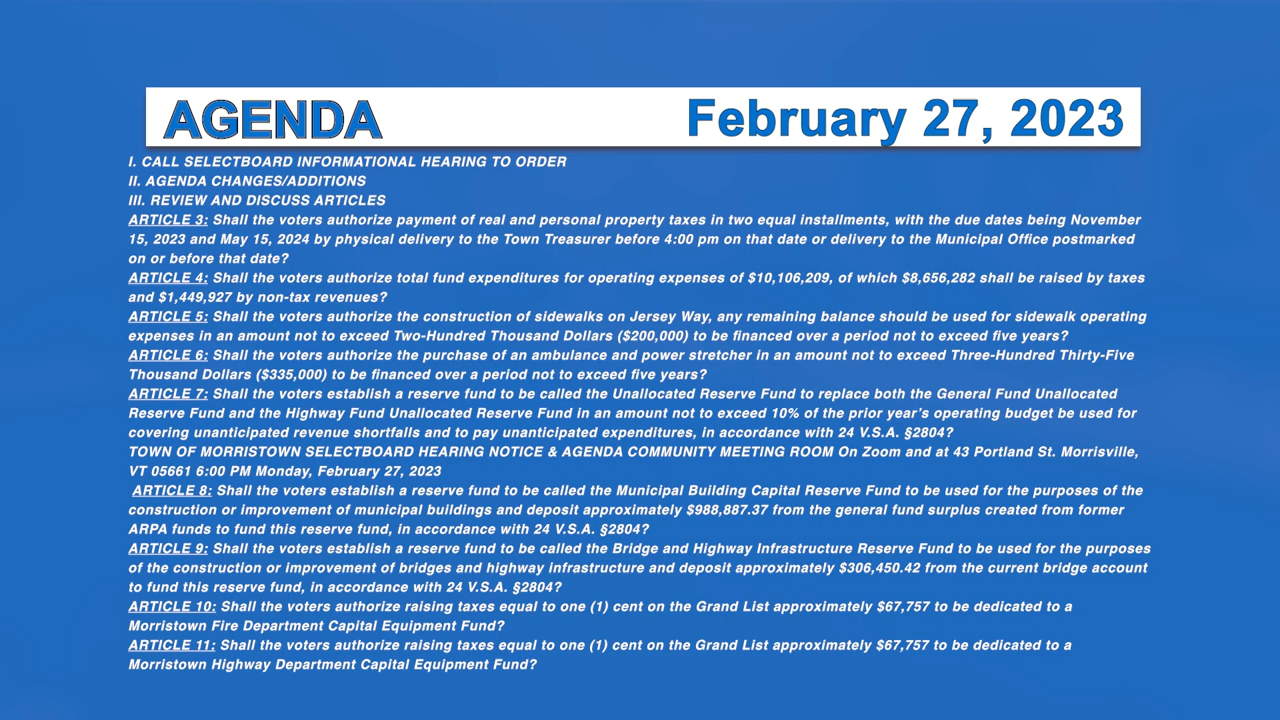 AGENDA February 27, 2023
I. CALL SELECTBOARD INFORMATIONAL HEARING TO ORDER
II. AGENDA CHANGES/ADDITIONS
III. REVIEW AND DISCUSS ARTICLES
ARTICLE 3: Shall the voters authorize payment of real and personal property taxes in two equal installments, with the due dates being November
15, 2023 and May 15, 2024 by physical delivery to the Town Treasurer before 4:00 pm on that date or delivery to the Municipal Office postmarked
on or before that date?
ARTICLE 4: Shall the voters authorize total fund expenditures for operating expenses of $10,106,209, of which $8,656,282 shall be raised by taxes
and $1,449,927 by non-tax revenues?
ARTICLE 5: Shall the voters authorize the construction of sidewalks on Jersey Way, any remaining balance should be used for sidewalk operating
expenses in an amount not to exceed Two-Hundred Thousand Dollars ($200,000) to be financed over a period not to exceed five years?
ARTICLE 6: Shall the voters authorize the purchase of an ambulance and power stretcher in an amount not to exceed Three-Hundred Thirty-Five
Thousand Dollars ($335,000) to be financed over a period not to exceed five years?
ARTICLE 7: Shall the voters establish a reserve fund to be called the Unallocated Reserve Fund to replace both the General Fund Unallocated
Reserve Fund and the Highway Fund Unallocated Reserve Fund in an amount not to exceed 10% of the prior year's operating budget be used for
covering unanticipated revenue shortfalls and to pay unanticipated expenditures, in accordance with 24 V.S.A. §2804?
TOWN OF MORRISTOWN SELECTBOARD HEARING NOTICE & AGENDA COMMUNITY MEETING ROOM On Zoom and at 43 Portland St. Morrisville,
VT 05661 6:00 PM Monday, February 27, 2023
ARTICLE 8: Shall the voters establish a reserve fund to be called the Municipal Building Capital Reserve Fund to be used for the purposes of the
construction or improvement of municipal buildings and deposit approximately $988,887.37 from the general fund surplus created from former
ARPA funds to fund this reserve fund, in accordance with 24 V.S.A. §2804?
ARTICLE 9: Shall the voters establish a reserve fund to be called the Bridge and Highway Infrastructure Reserve Fund to be used for the purposes
of the construction or improvement of bridges and highway infrastructure and deposit approximately $306,450.42 from the current bridge account
to fund this reserve fund, in accordance with 24 V.S.A. §2804?
ARTICLE 10: Shall the voters authorize raising taxes equal to one (1) cent on the Grand List approximately $67,757 to be dedicated to a
Morristown Fire Department Capital Equipment Fund?
ARTICLE 11: Shall the voters authorize raising taxes equal to one (1) cent on the Grand List approximately $67,757 to be dedicated to a
Morristown Highway Department Capital Equipment Fund?